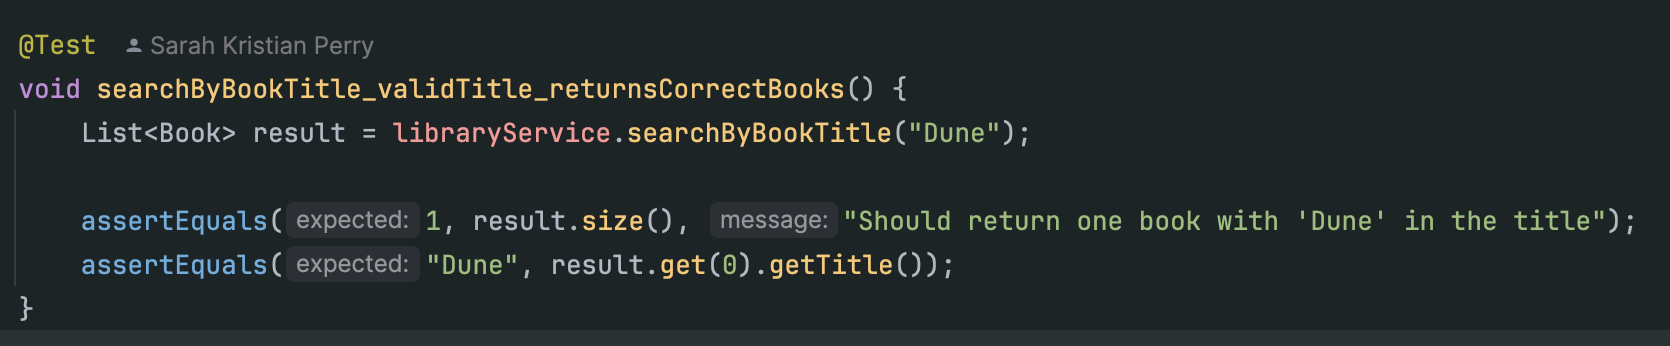 @Test Sarah Kristian Perry
void searchByBookTitle_validTitle_returnsCorrectBooks() {
List<Book> result = libraryService.searchByBookTitle("Dune");
assertEquals( expected: 1, result.size(), message: "Should return one book with 'Dune' in the title");
assertEquals( expected: "Dune", result.get(0).getTitle());
}